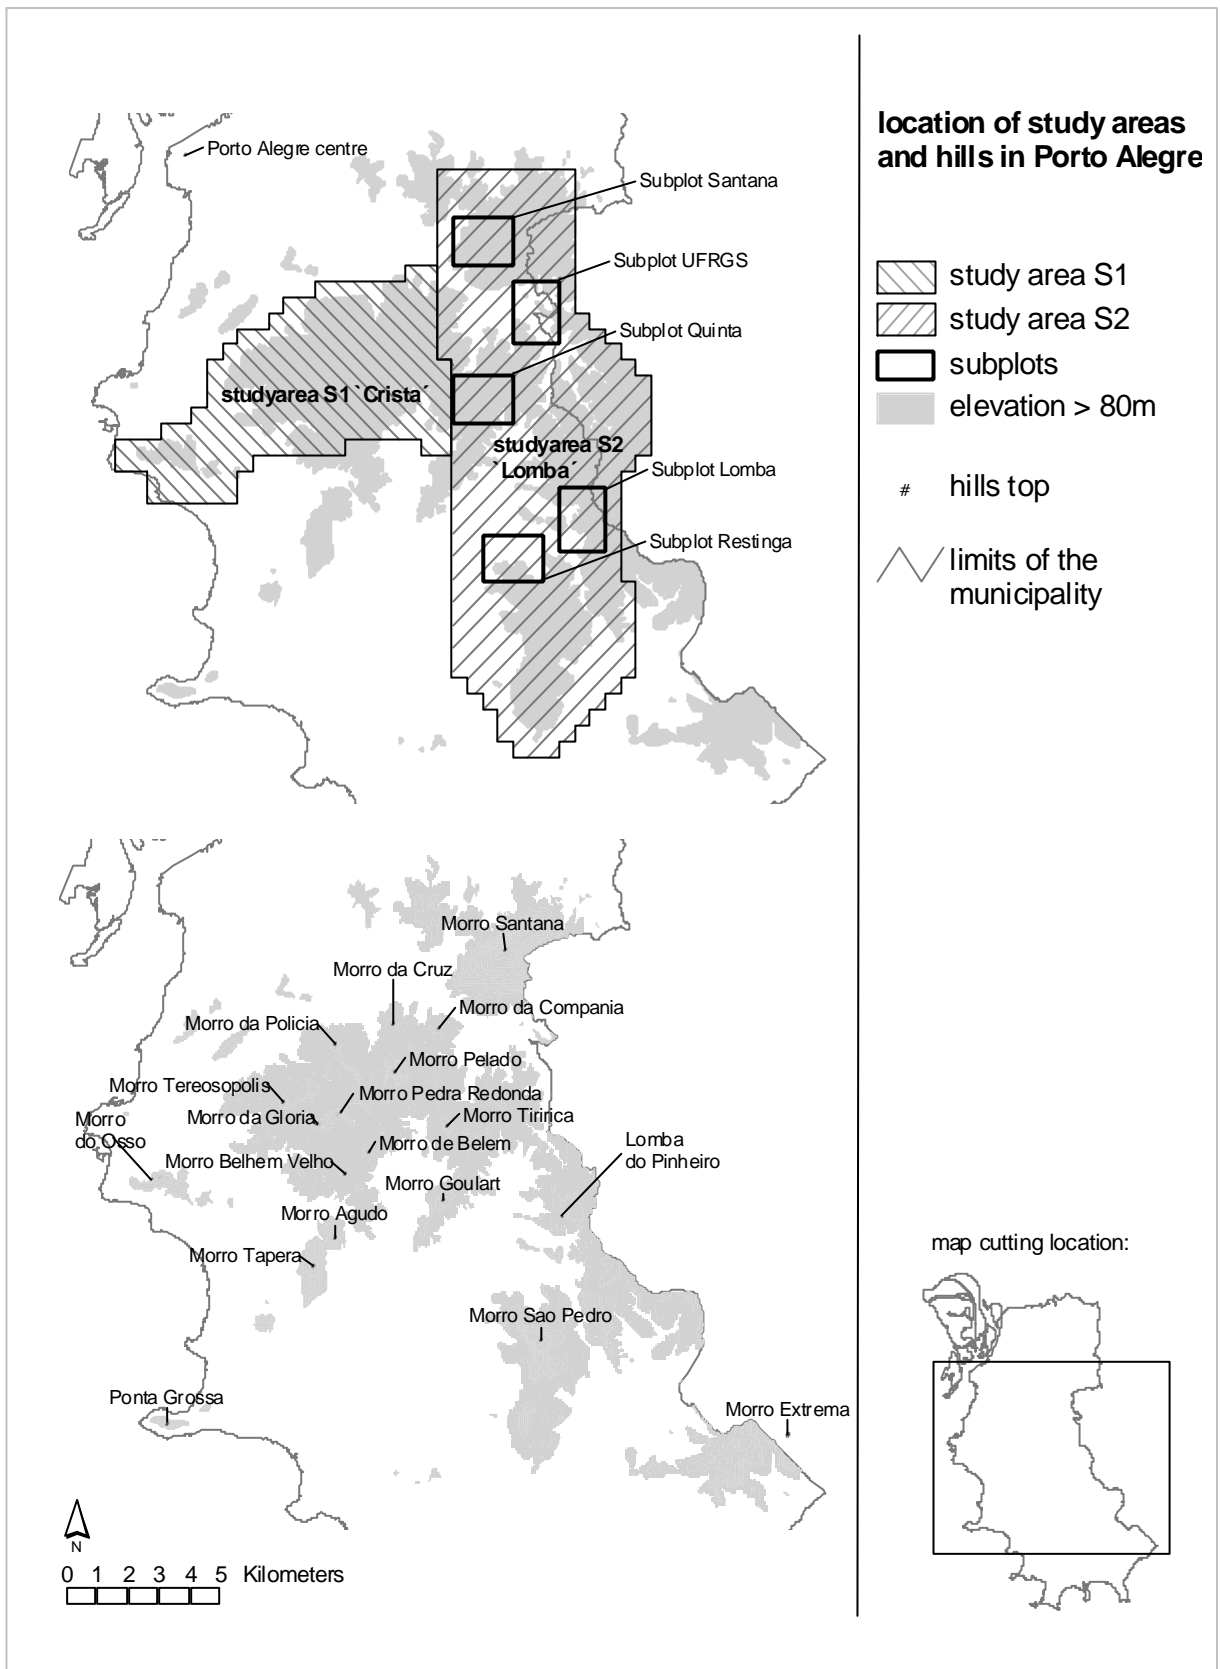 location of study areas
and hills in Porto Alegre
Porto Alegre centre
Subplot Santana
Subplot UFRGS
Subplot Quinta
studyarea S1 `Crista´
studyarea S2
`Lomba´
Subplot Lomba
Subplot Restinga
study area S1
study area S2
subplots
elevation > 80m
# hills top
limits of the
municipality
Morro Santana
Morro da Cruz
Morro da Compania
Morro da Policia
Morro Pelado
Morro Tereosopolis
Morro Pedra Redonda
Morro da Gloria
Morro Tiririca
Morro
do Osso
Morro de Belem
Lomba
do Pinheiro
Morro Belhem Velho
Morro Goulart
Morro Agudo
Morro Tapera
Morro Sao Pedro
Ponta Grossa
Morro Extrema
map cutting location:
N
0 1 2 3 4 5 Kilometers